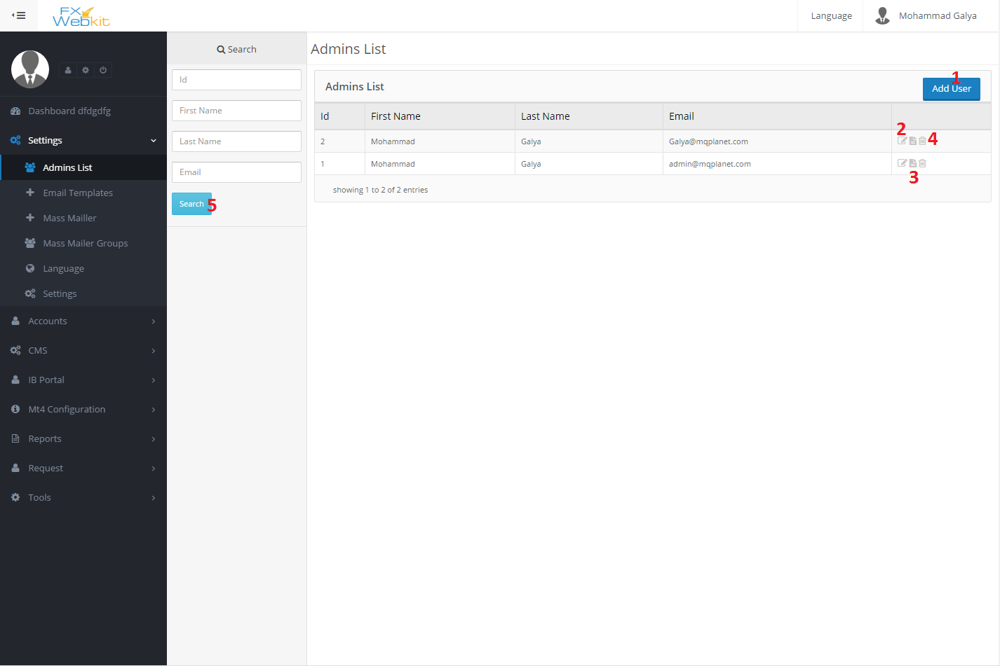 FX
Webkit
Language
Mohammad Galya
Dashboard dfdgdfg
Settings
Admins List
Email Templates
Mass Mailler
Mass Mailer Groups
Language
Settings
Accounts
CMS
IB Portal
Mt4 Configuration
Reports
Request
Tools
Search
Id
First Name
Last Name
Email
Search 5
Admins List
1
Admins List Add User
Id First Name Last Name Email
2 4
2 Mohammad Galya Galya@mqplanet.com
1 Mohammad Galya admin@mqplanet.com
3
showing 1 to 2 of 2 entries